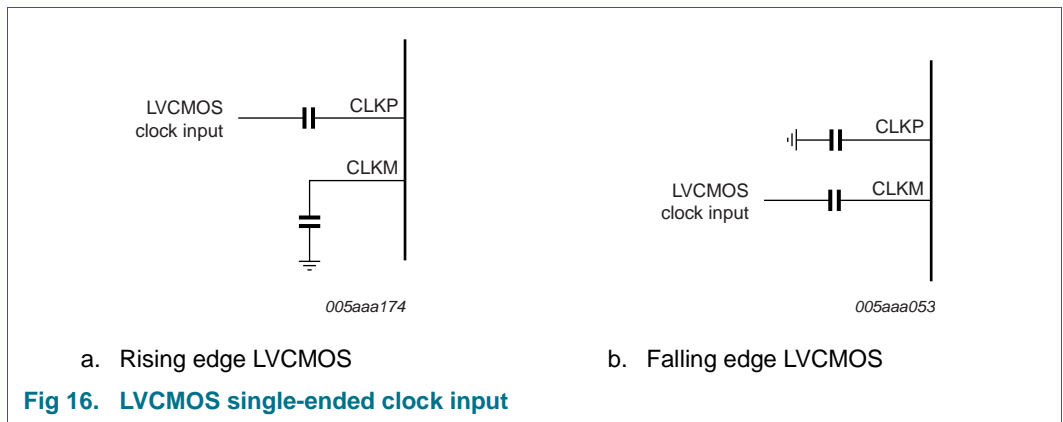 LVCMOS
clock input
CLKP
CLKM
005aaa174
a. Rising edge LVCMOS
CLKP
LVCMOS
clock input
CLKM
005aaa053
b. Falling edge LVCMOS
Fig 16. LVCMOS single-ended clock input